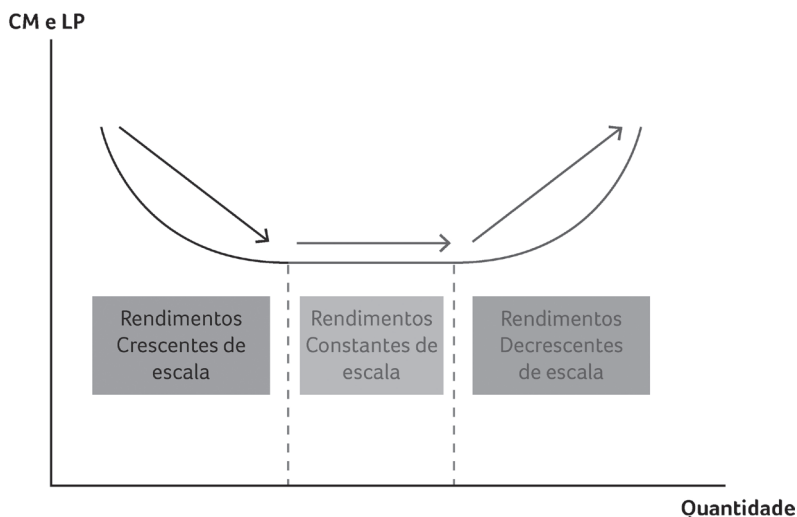 CM e LP
Rendimentos
Crescentes de
escala
Rendimentos
Constantes de
escala
Rendimentos
Decrescentes
de escala
Quantidade